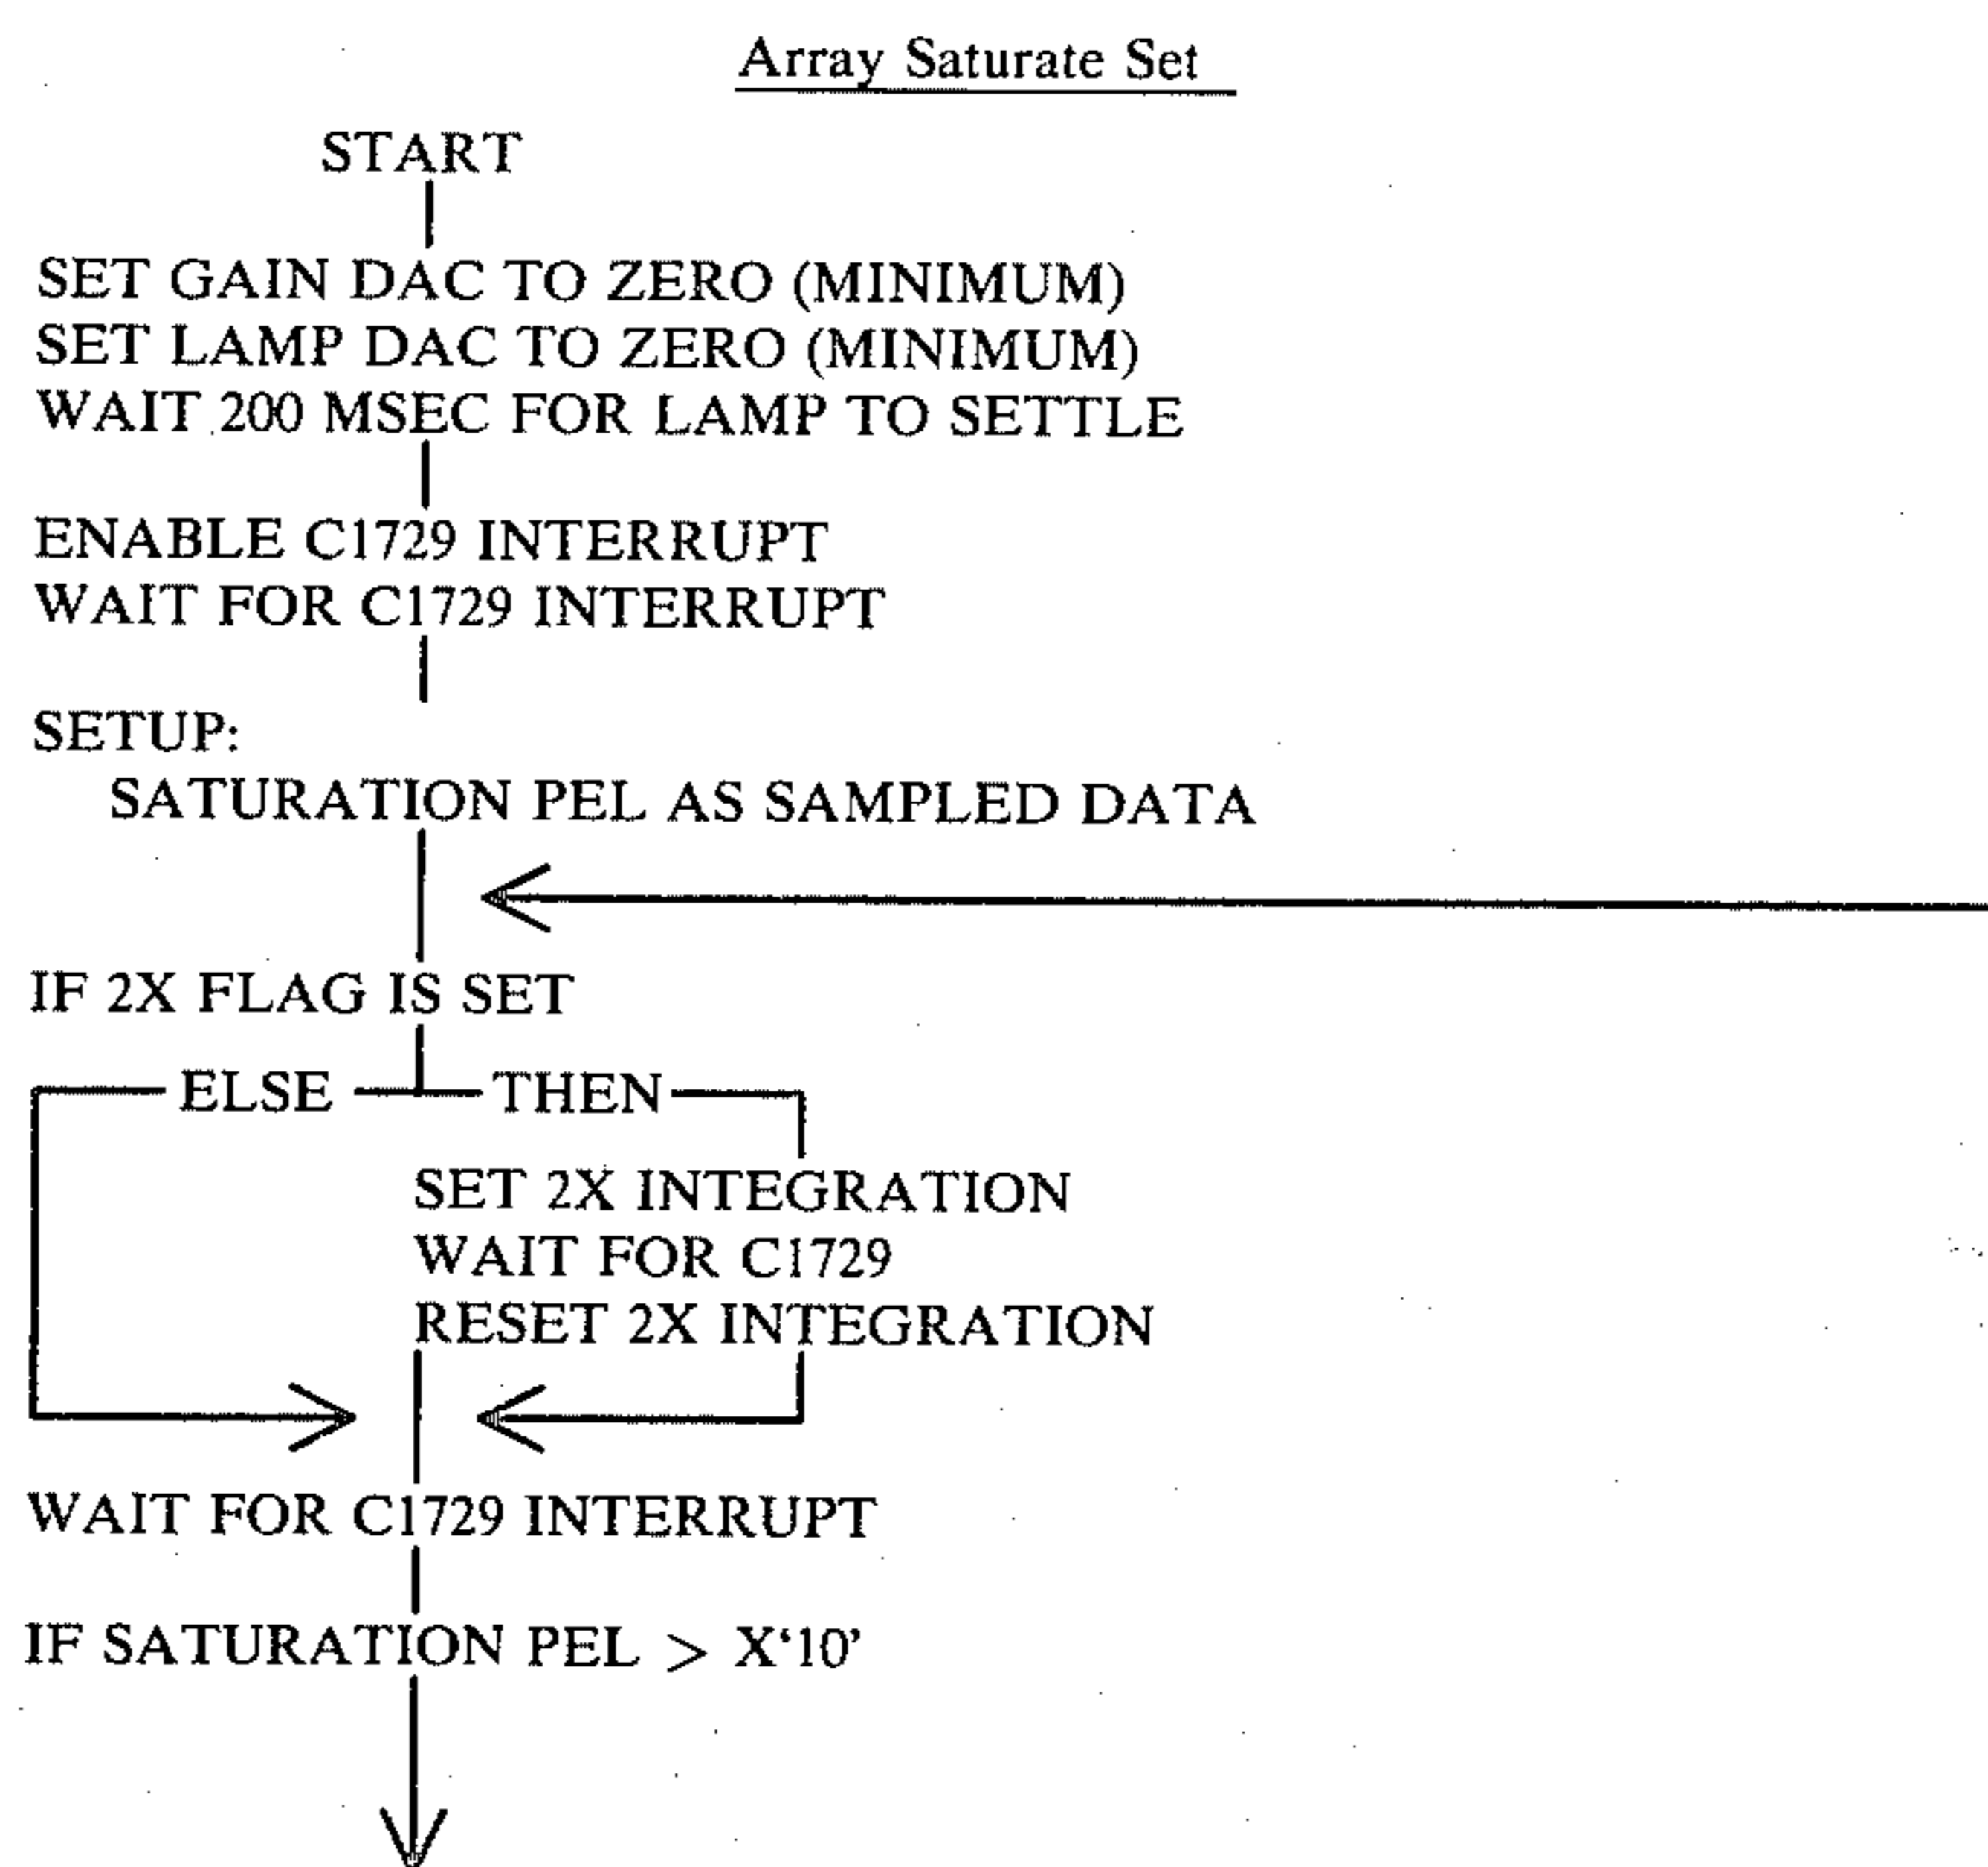 Array Saturate Set
START
SET GAIN DAC TO ZERO (MINIMUM)
SET LAMP DAC TO ZERO (MINIMUM)
WAIT 200 MSEC FOR LAMP TO SETTLE
ENABLE C1729 INTERRUPT
WAIT FOR C1729 INTERRUPT
SETUP:
SATURATION PEL AS SAMPLED DATA
IF 2X FLAG IS SET
ELSE THEN
SET 2X INTEGRATION
WAIT FOR C1729
RESET 2X INTEGRATION
WAIT FOR C1729 INTERRUPT
IF SATURATION PEL > X‘10’